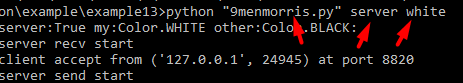 on\example\example13>python "9menmorris.py" server white
server:True my:Color.WHITE other:Color.BLACK:
server recv start
client accept from ('127.0.0.1', 24945) at port 8820
server send start